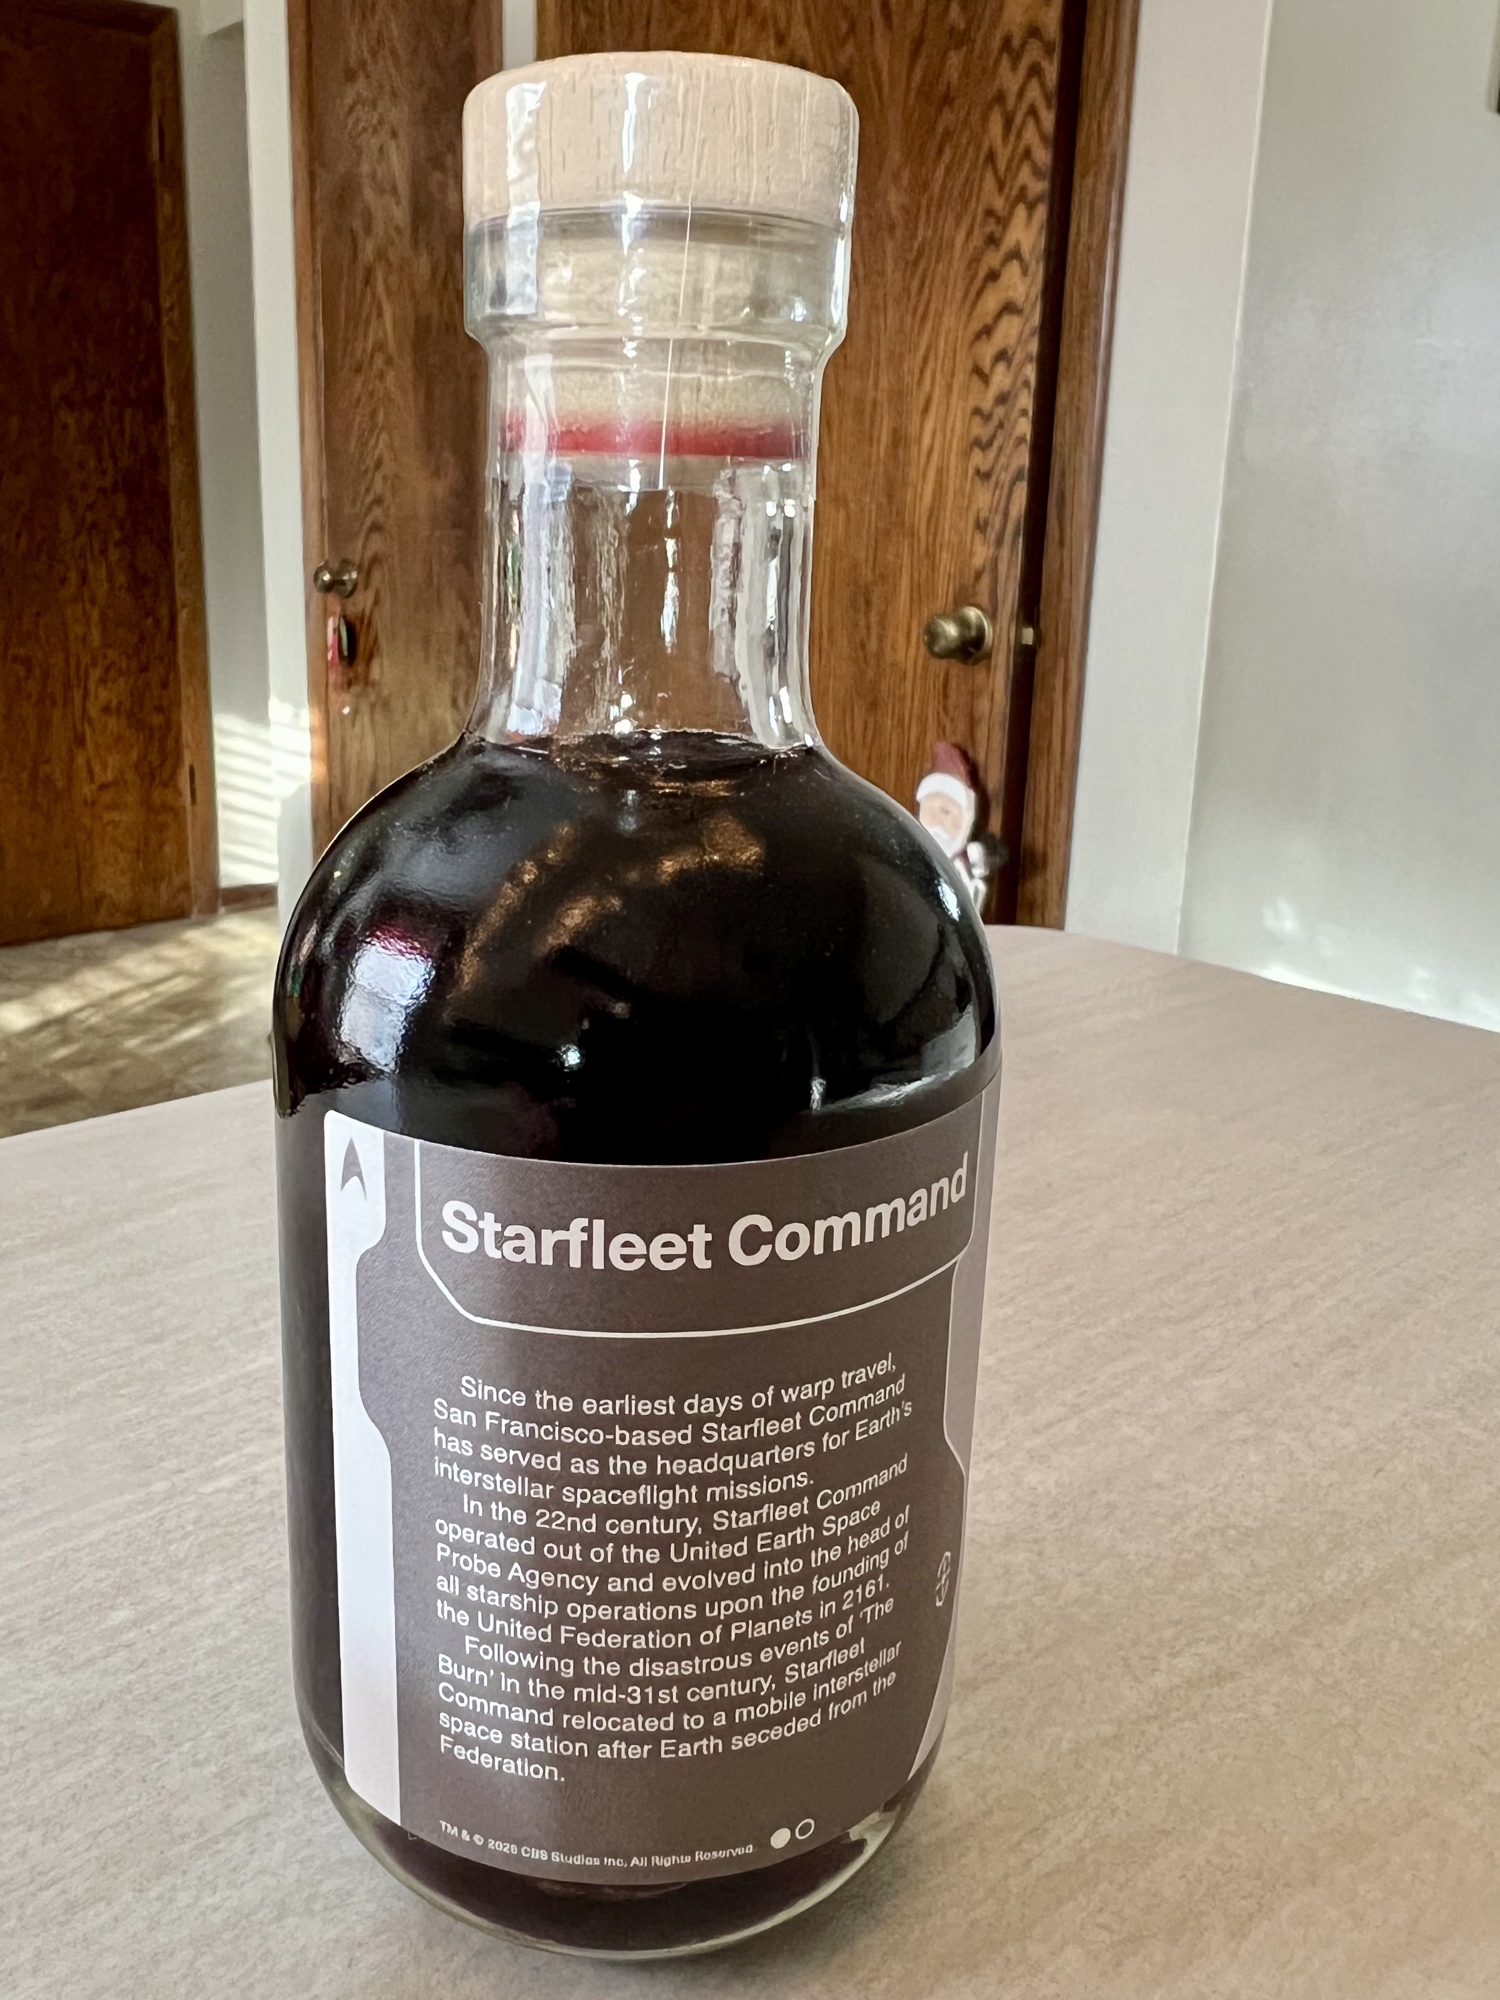 Starfleet Command
Since the earliest days of warp travel,
San Francisco-based Starfleet Command
has served as the headquarters for Earth's
interstellar spaceflight missions.
In the 22nd century, Starfleet Command
operated out of the United Earth Space
Probe Agency and evolved into the head of
all starship operations upon the founding of
the United Federation of Planets in 2161.
Following the disastrous events of 'The
Burn' in the mid-31st century, Starfleet
Command relocated to a mobile interstellar
space station after Earth seceded from the
Federation.
TM & © 2026 CBS Studios Inc. All Rights Reserved.